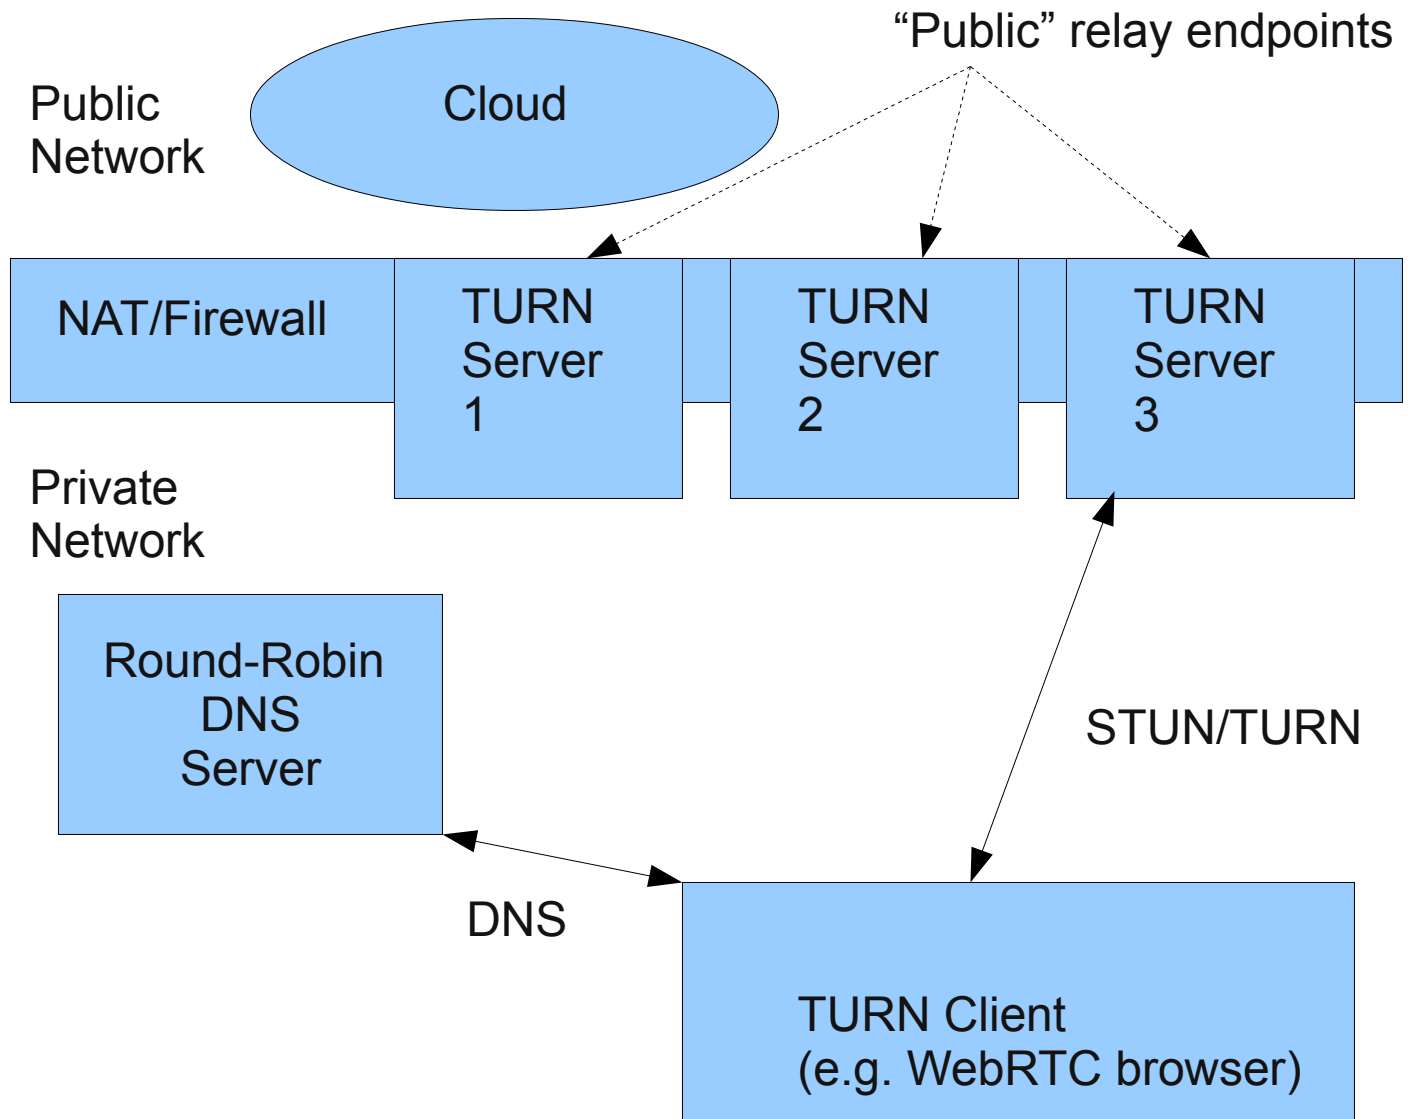 “Public” relay endpoints
Public
Network
Cloud
NAT/Firewall
TURN
Server
1
TURN
Server
2
TURN
Server
3
Private
Network
Round-Robin
DNS
Server
STUN/TURN
DNS
TURN Client
(e.g. WebRTC browser)